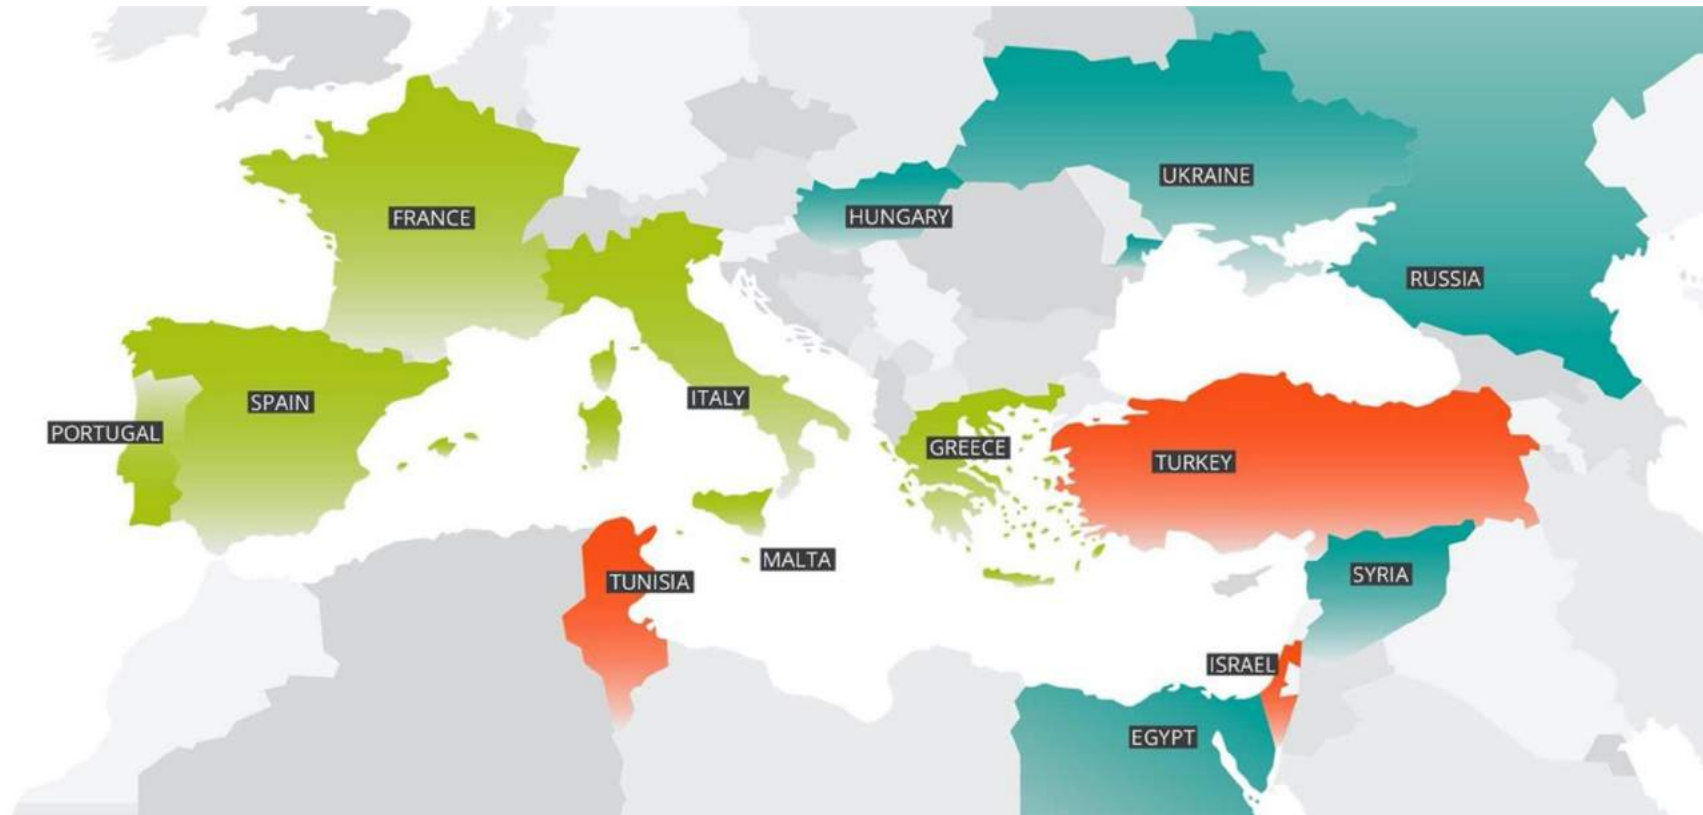 UKRAINE
FRANCE
HUNGARY
RUSSIA
ITALY
SPAIN
PORTUGAL
GREECE
TURKEY
MALTA
TUNISIA
SYRIA
ISRAEL
EGYPT